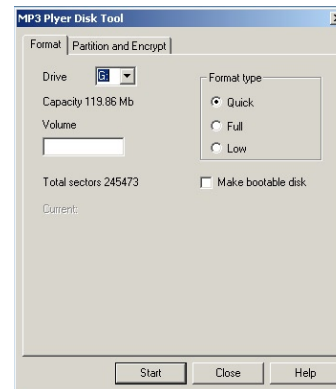 MP3 Plyer Disk Tool
Format
Partition and Encrypt
Drive
G:
Format type
Capacity 119.86 Mb
Quick
Volume
Full
Low
Total sectors 245473
Make bootable disk
Current:
Start
Close
Help